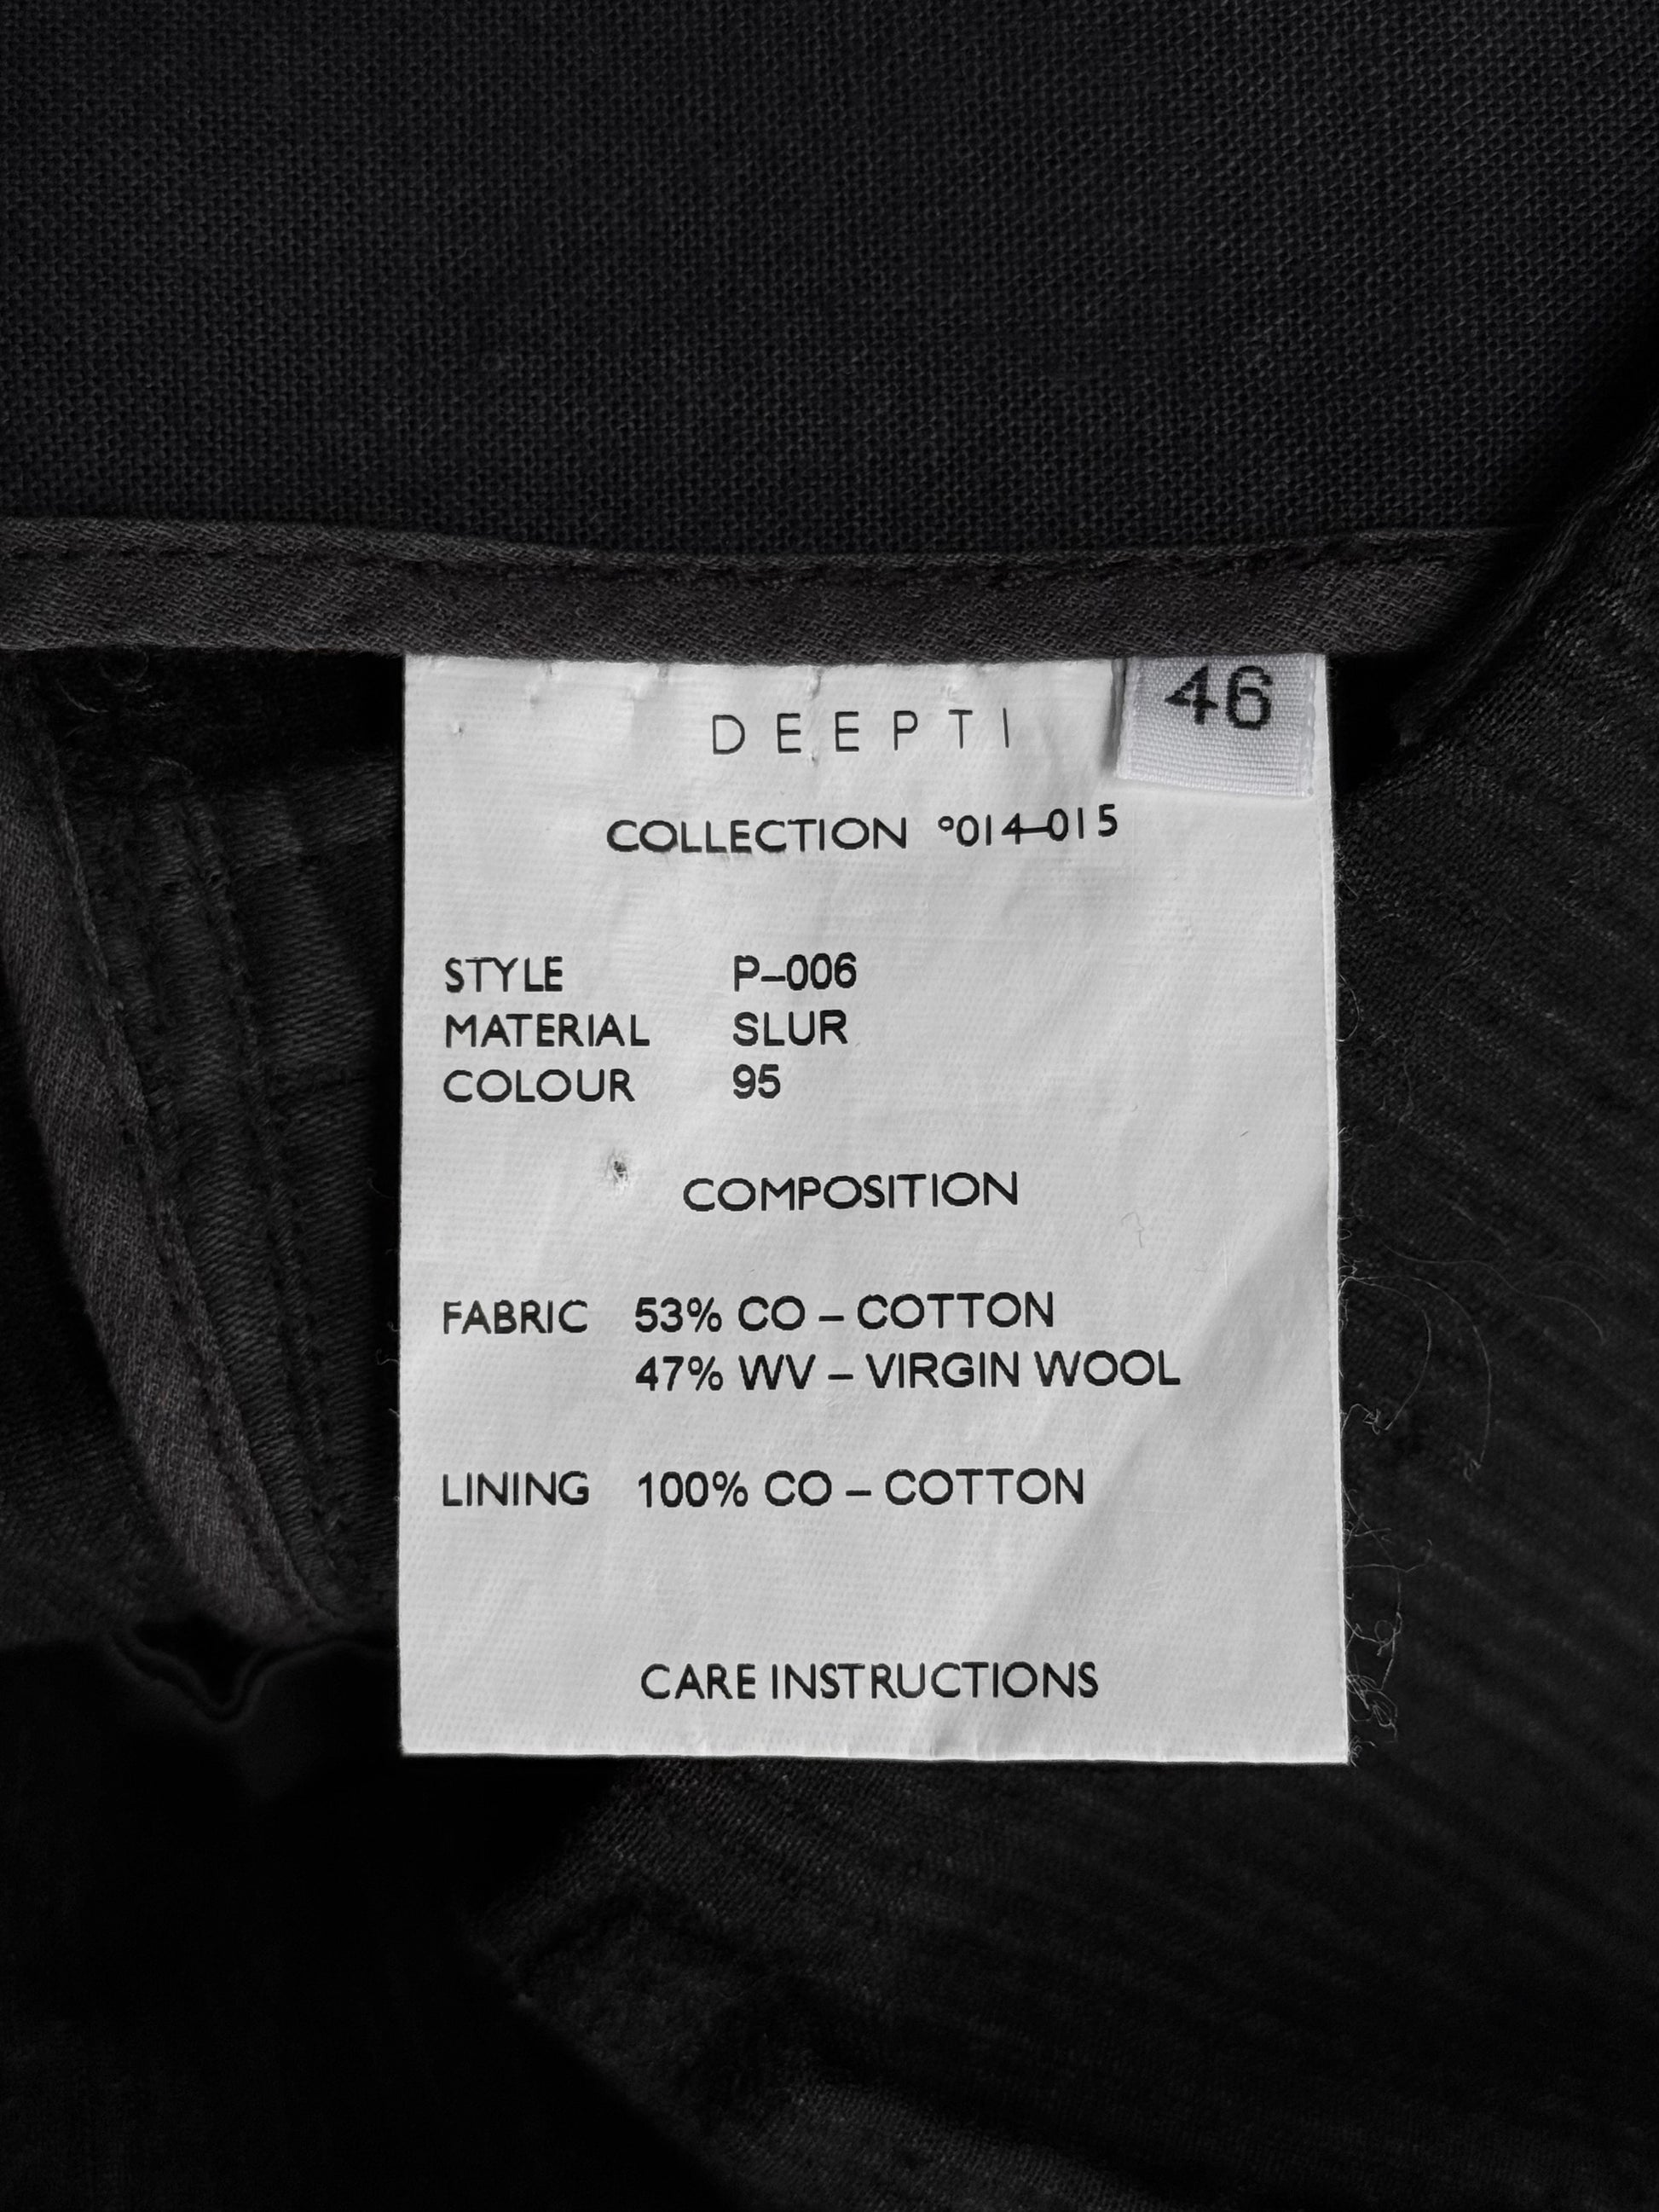 46
DEEPTI
COLLECTION °014–015
STYLE P–006
MATERIAL SLUR
COLOUR 95
COMPOSITION
FABRIC 53% CO – COTTON
47% WV – VIRGIN WOOL
LINING 100% CO – COTTON
CARE INSTRUCTIONS